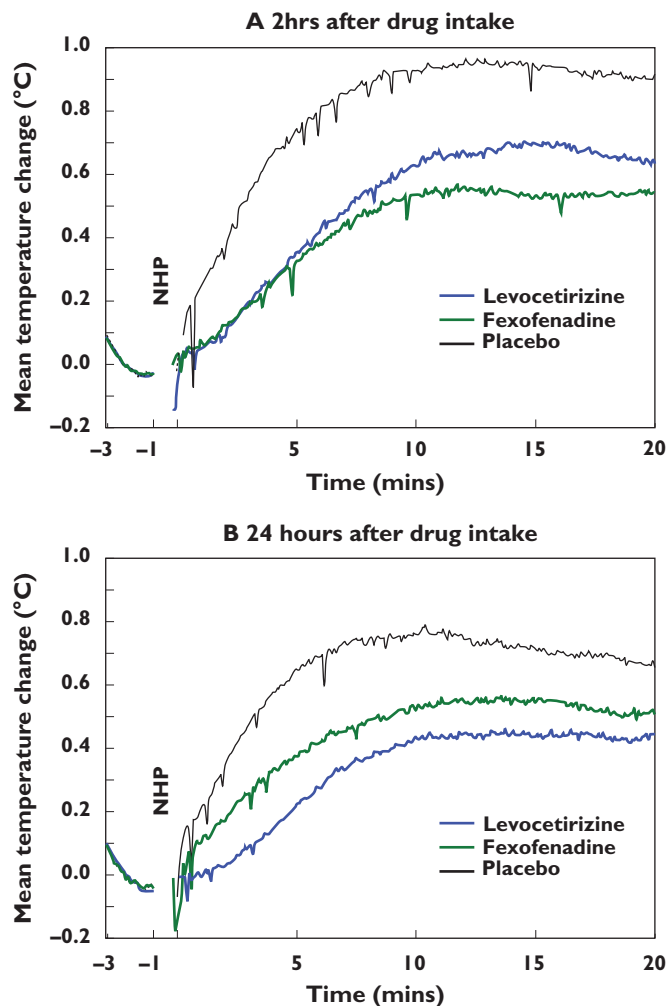 A 2hrs after drug intake
Mean temperature change (°C)
1.0
0.8
0.6
0.4
0.2
0.0
−0.2
NHP
Levocetirizine
Fexofenadine
Placebo
−3 −1 5 10 15 20
Time (mins)
B 24 hours after drug intake
Mean temperature change (°C)
1.0
0.8
0.6
0.4
0.2
0.0
−0.2
NHP
Levocetirizine
Fexofenadine
Placebo
−3 −1 5 10 15 20
Time (mins)